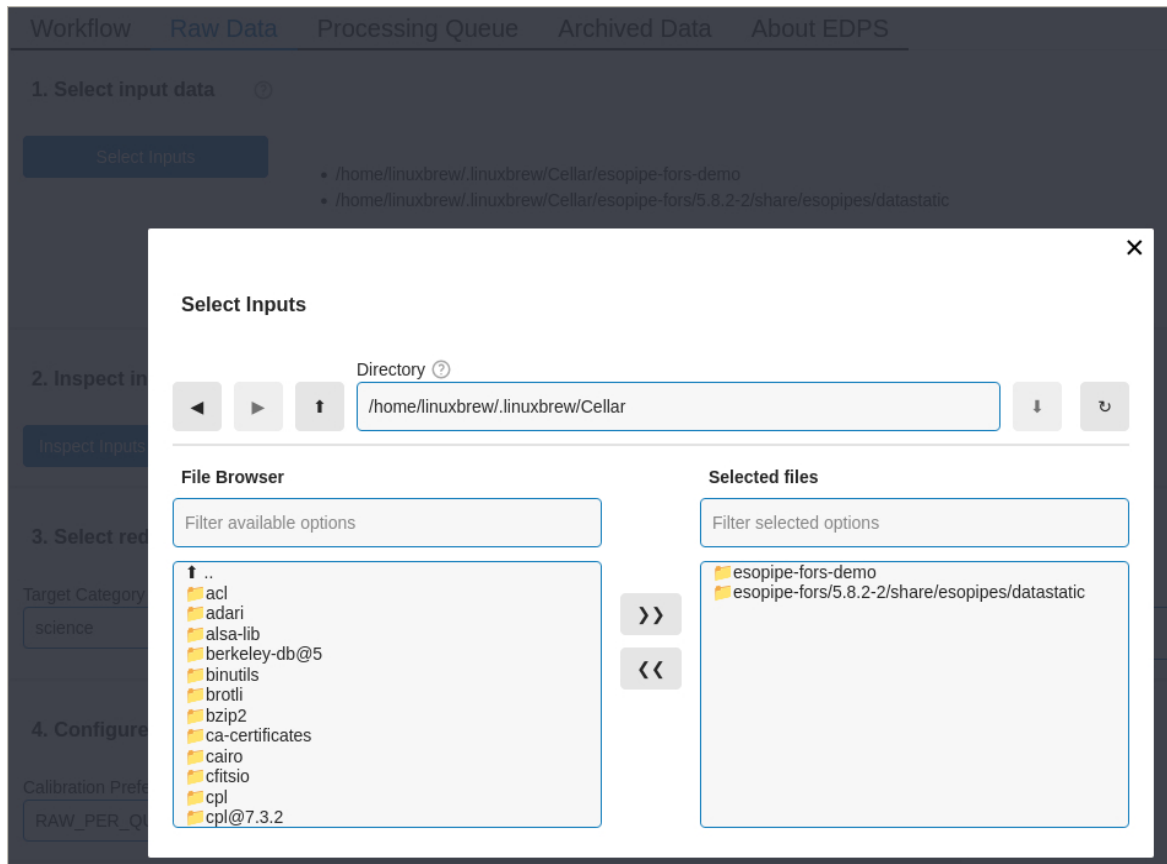 Workflow Raw Data Processing Queue Archived Data About EDPS
1. Select input data ?
Select Inputs
• /home/linuxbrew/.linuxbrew/Cellar/esopipe-fors-demo
• /home/linuxbrew/.linuxbrew/Cellar/esopipe-fors/5.8.2-2/share/esopipes/datastatic
Select Inputs
2. Inspect in
Directory ?
/home/linuxbrew/.linuxbrew/Cellar
Inspect Inputs
File Browser Selected files
Filter available options Filter selected options
3. Select red
Target Category
science
4. Configure
Calibration Prefe
RAW_PER_QU
..
acl
adari
alsa-lib
berkeley-db@5
binutils
brotli
bzip2
ca-certificates
cairo
cfitsio
cpl
cpl@7.3.2
esopipe-fors-demo
esopipe-fors/5.8.2-2/share/esopipes/datastatic